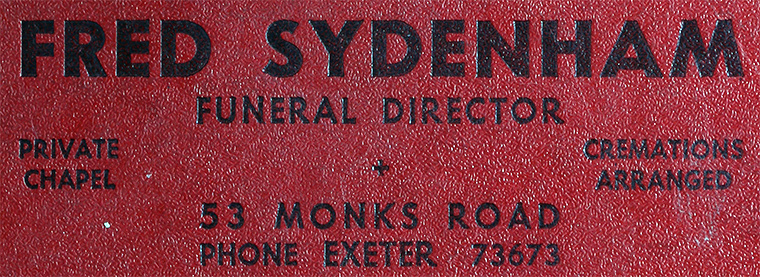 FRED SYDENHAM
FUNERAL DIRECTOR
PRIVATE
CHAPEL
+
CREMATIONS
ARRANGED
53 MONKS ROAD
PHONE EXETER 73673